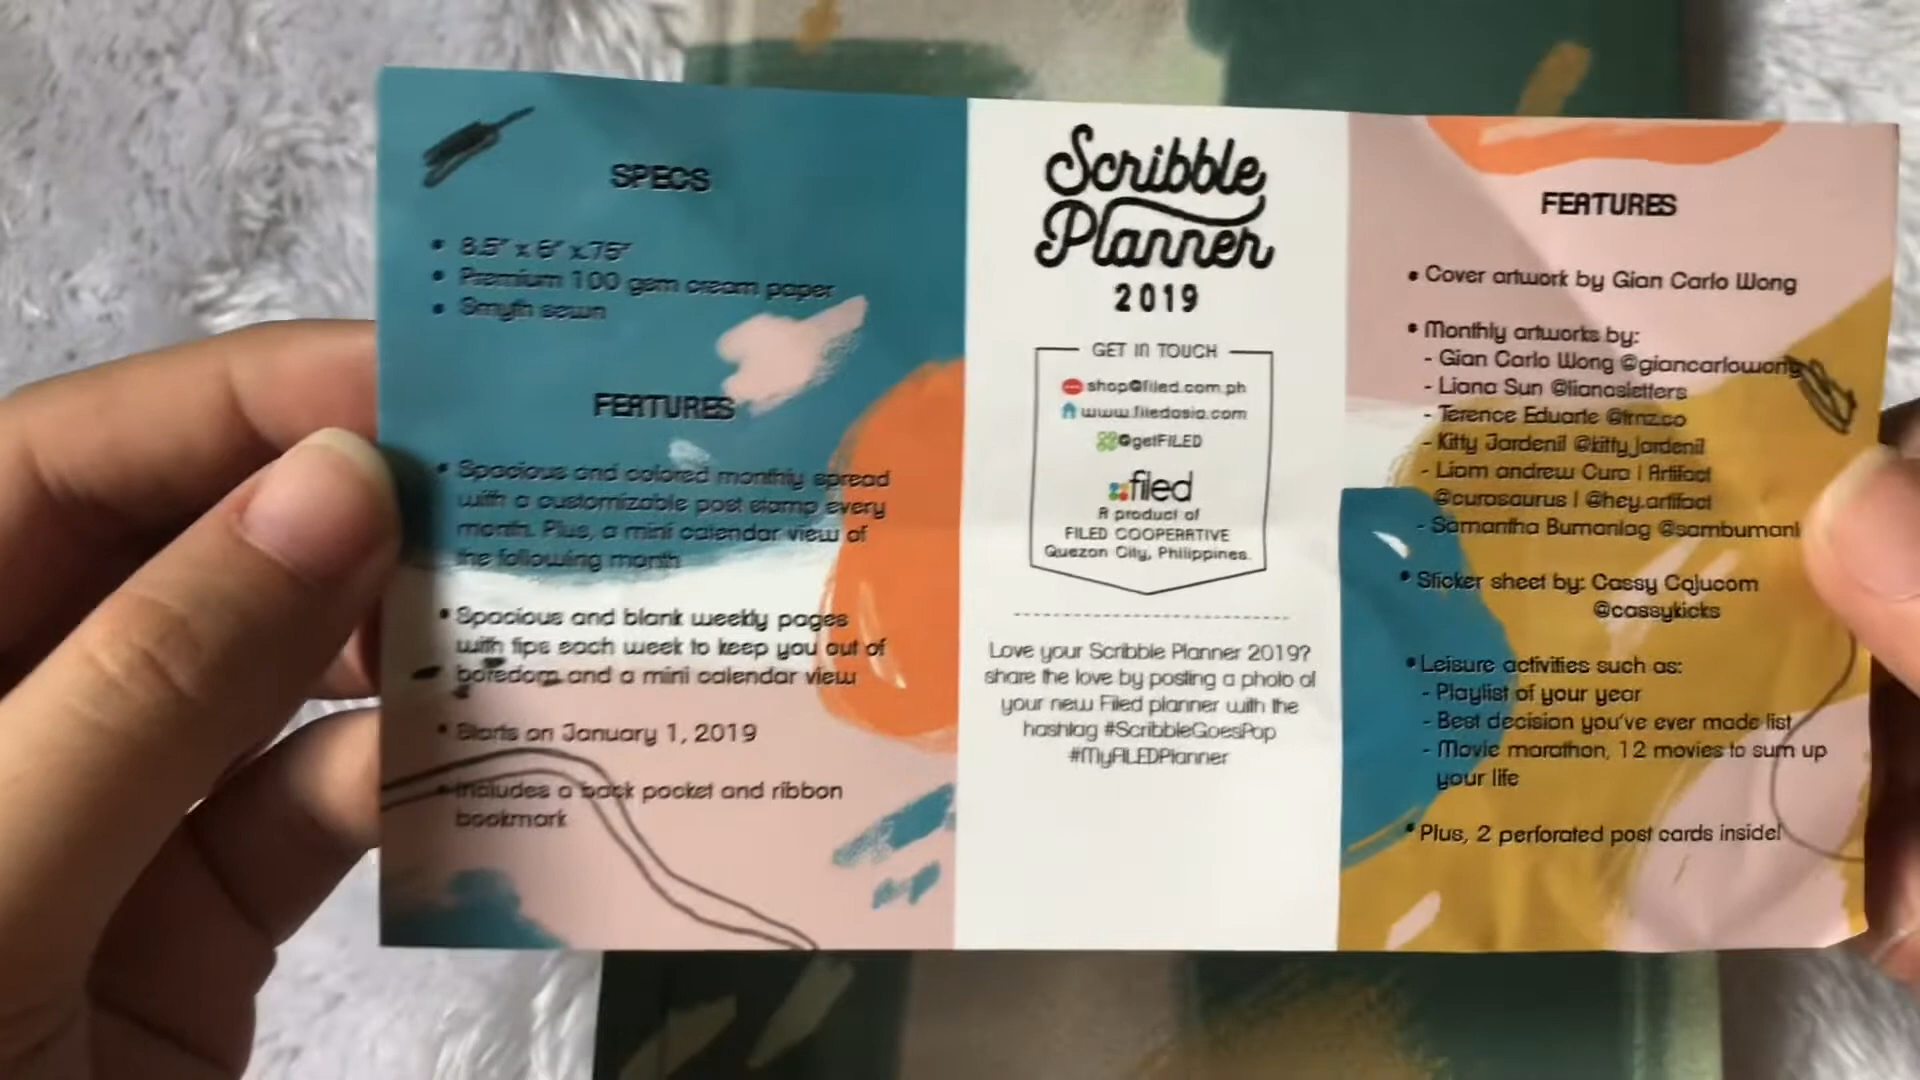 SPECS
• 8.5" x 6" x.75"
• Premium 100 gsm cream paper
• Smyth sewn
FEATURES
• Spacious and colored monthly spread
with a customizable post stamp every
month. Plus, a mini calendar view of
the following month
• Spacious and blank weekly pages
with tips each week to keep you out of
boredom and a mini calendar view
• Starts on January 1, 2019
• Includes a back pocket and ribbon
bookmark
Scribble
Planner
2019
GET IN TOUCH
shop@filed.com.ph
www.filedasia.com
@getFILED
filed
A product of
FILED COOPERATIVE
Quezon City, Philippines.
Love your Scribble Planner 2019?
share the love by posting a photo of
your new Filed planner with the
hashtag #ScribbleGoesPop
#MyFILEDPlanner
FEATURES
• Cover artwork by Gian Carlo Wong
• Monthly artworks by:
- Gian Carlo Wong @giancarlowong
- Liana Sun @lianasletters
- Terence Eduarte @trnz.co
- Kitty Jardenil @kittyjardenil
- Liam andrew Cura | Artifact
@curosaurus | @hey.artifact
- Samantha Bumanlag @sambumanl
• Sticker sheet by: Cassy Cajucom
@cassykicks
• Leisure activities such as:
- Playlist of your year
- Best decision you've ever made list
- Movie marathon, 12 movies to sum up
your life
• Plus, 2 perforated post cards inside!